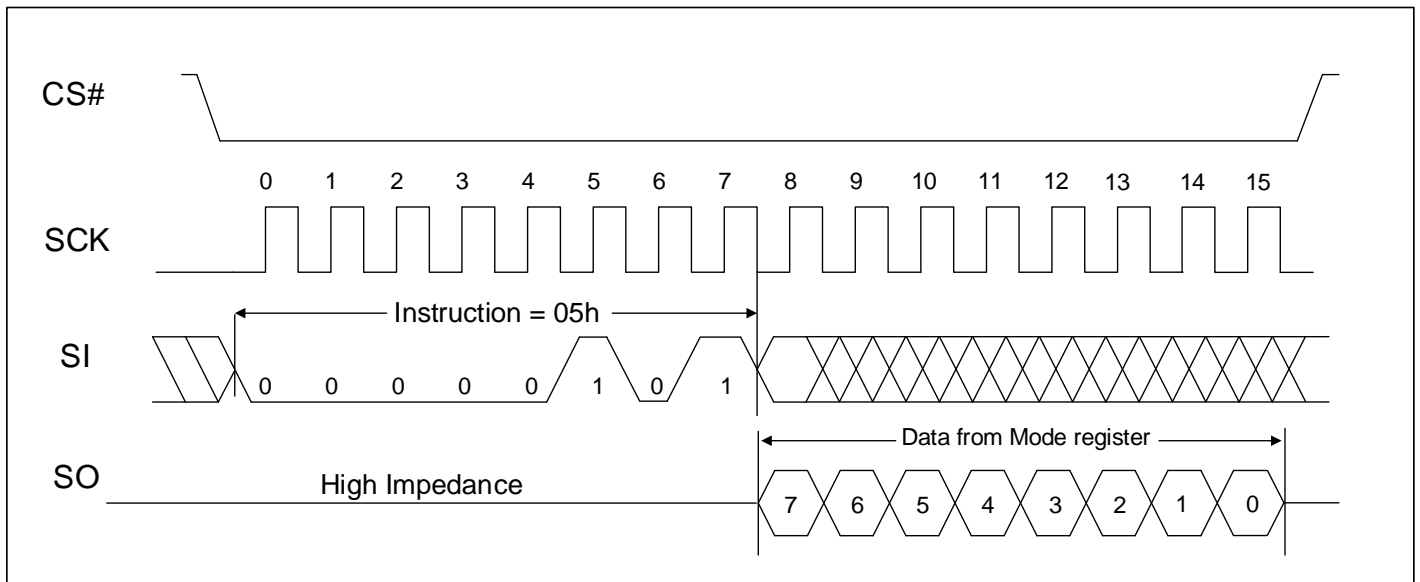 CS#
0 1 2 3 4 5 6 7 8 9 10 11 12 13 14 15
SCK
Instruction = 05h
SI
0 0 0 0 0 1 0 1
Data from Mode register
SO
High Impedance
7 6 5 4 3 2 1 0